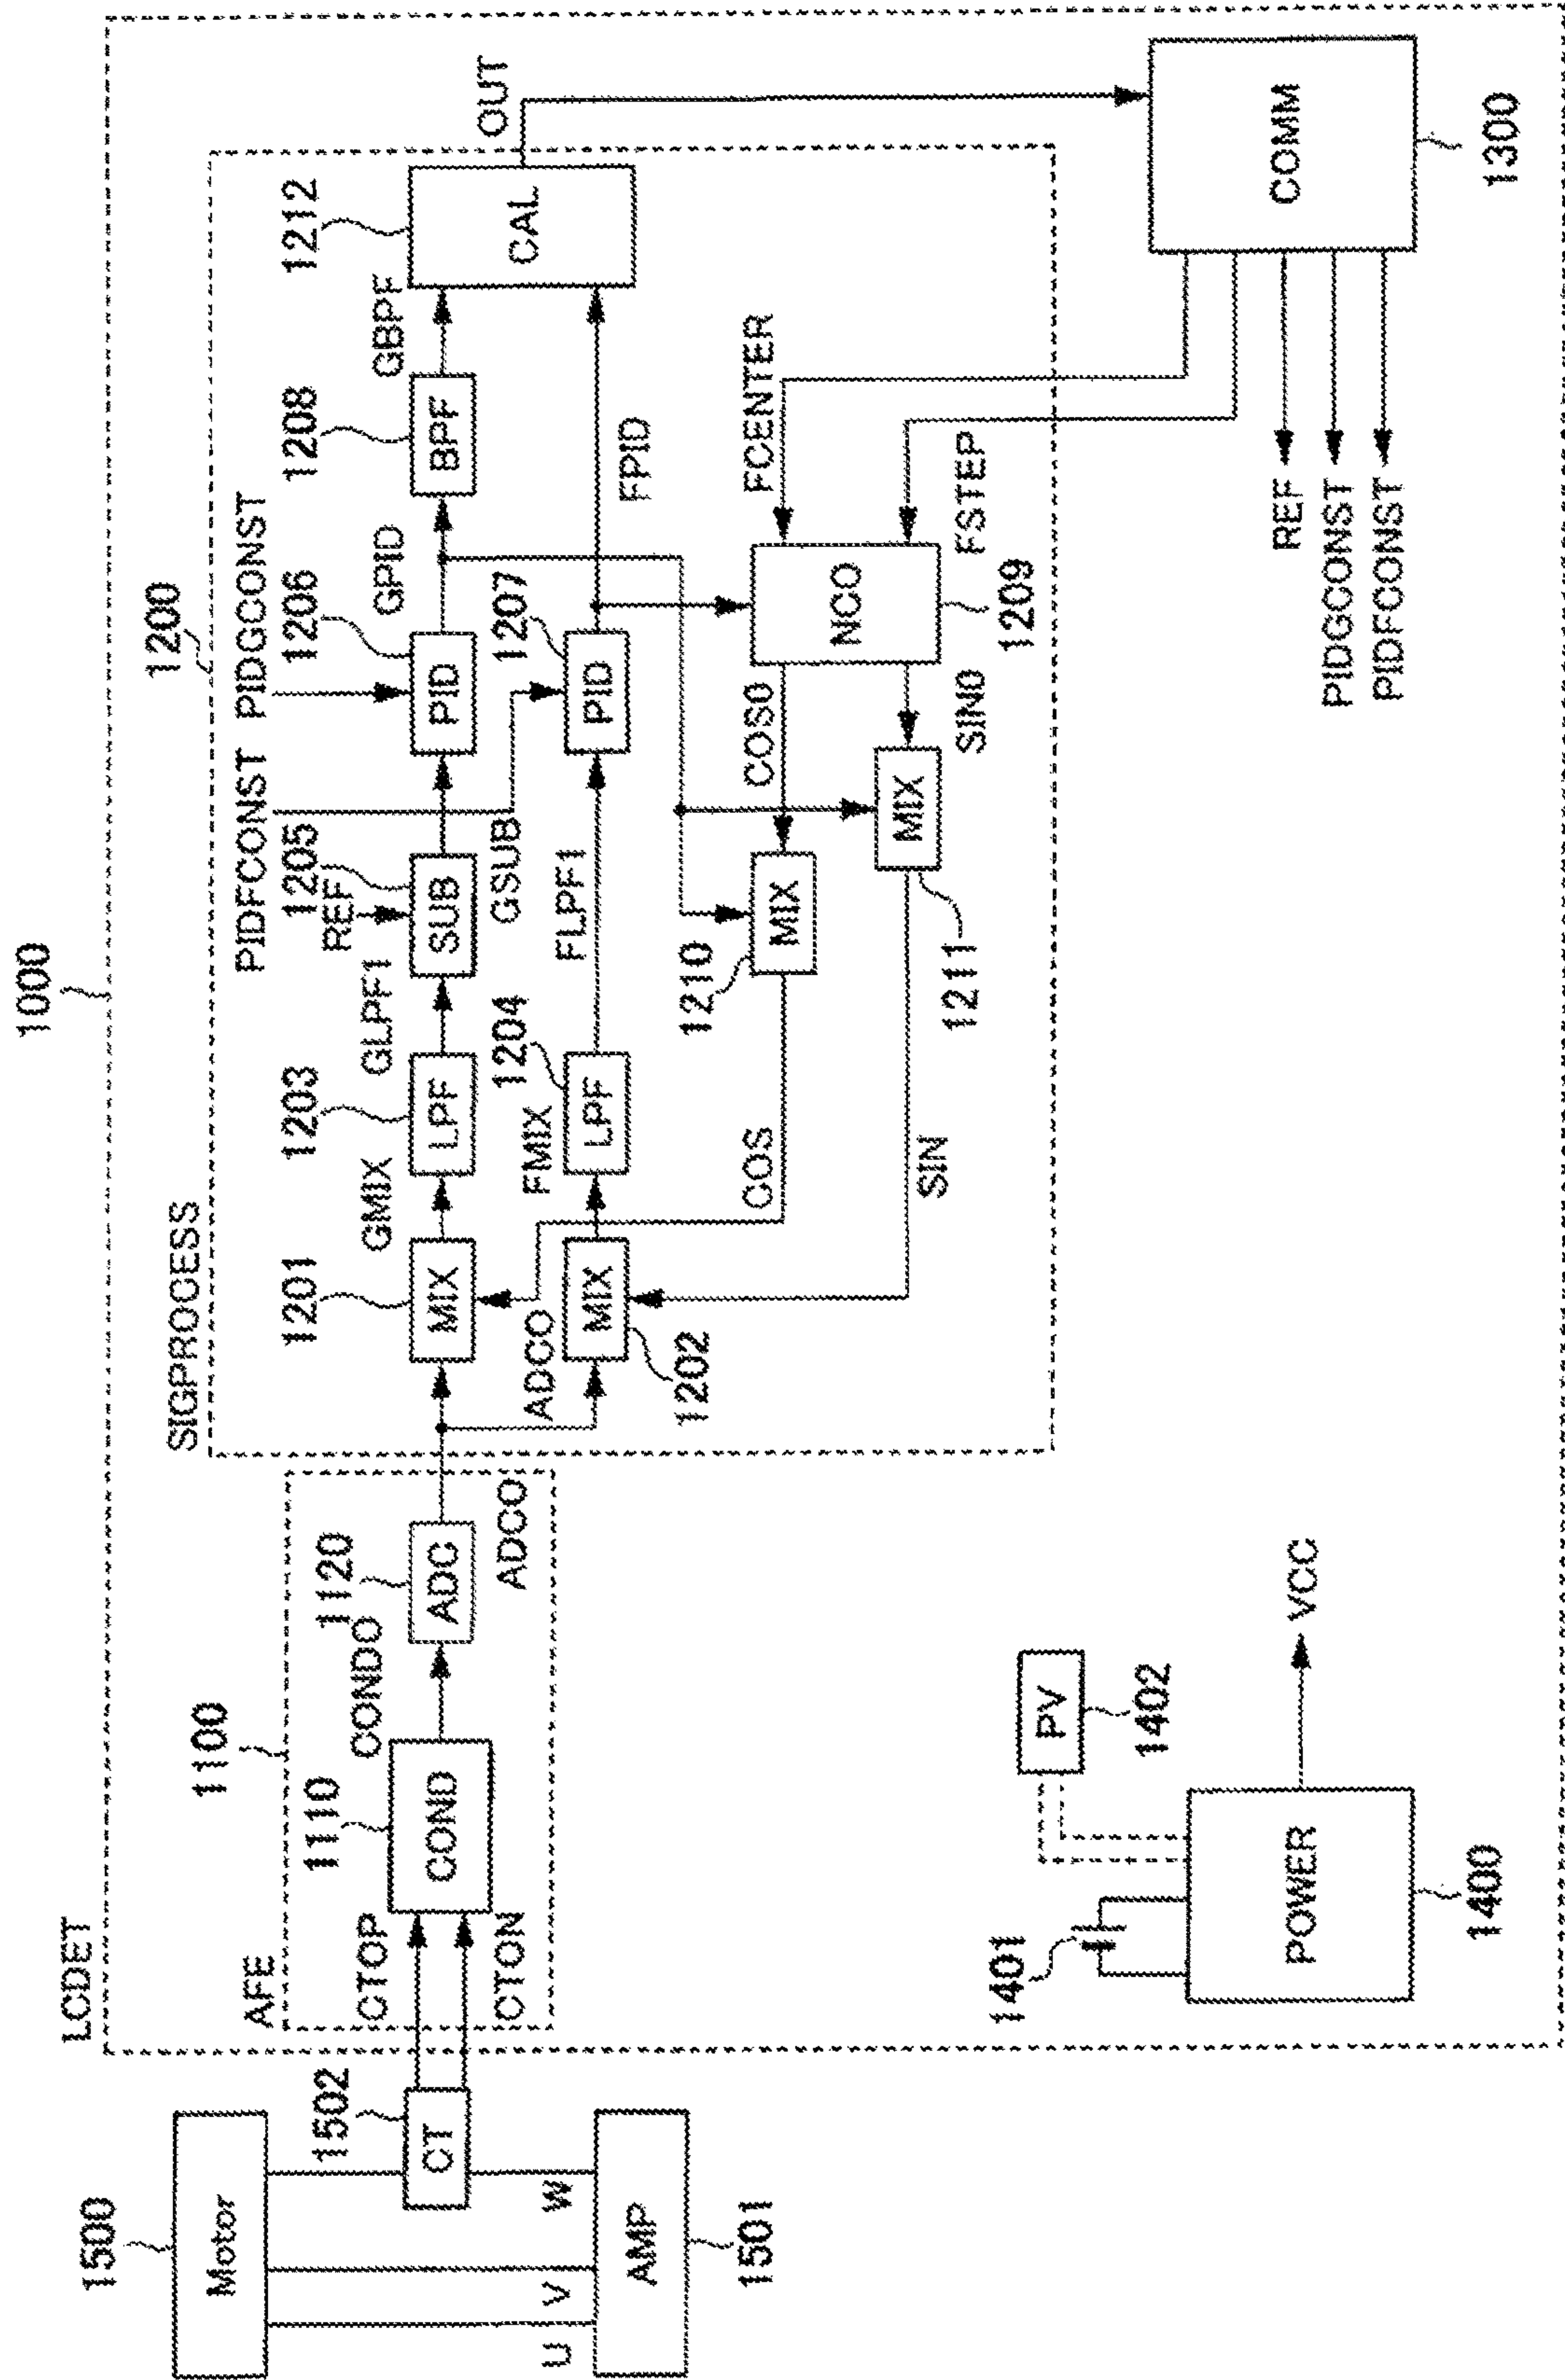 1000
LCDET
SIGPROCESS
1200
1100
AFE
1500
Motor
1502
CT
U
V
W
AMP
1501
CTOP
CTON
1110
COND
CONDO
1120
ADC
ADCO
ADCO
1201
MIX
GMIX
1203
LPF
GLPF1
PIDFCONST
PIDGCONST
1205
REF
SUB
GSUB
1206
PID
GPID
1208
BPF
GBPF
1212
CAL
OUT
MIX
1202
FMIX
1204
LPF
FLPF1
1207
PID
FPID
COS
SIN
1210
MIX
MIX
1211
COS0
SIN0
NCO
1209
FCENTER
FSTEP
COMM
1300
REF
PIDGCONST
PIDFCONST
PV
1402
1401
POWER
1400
VCC